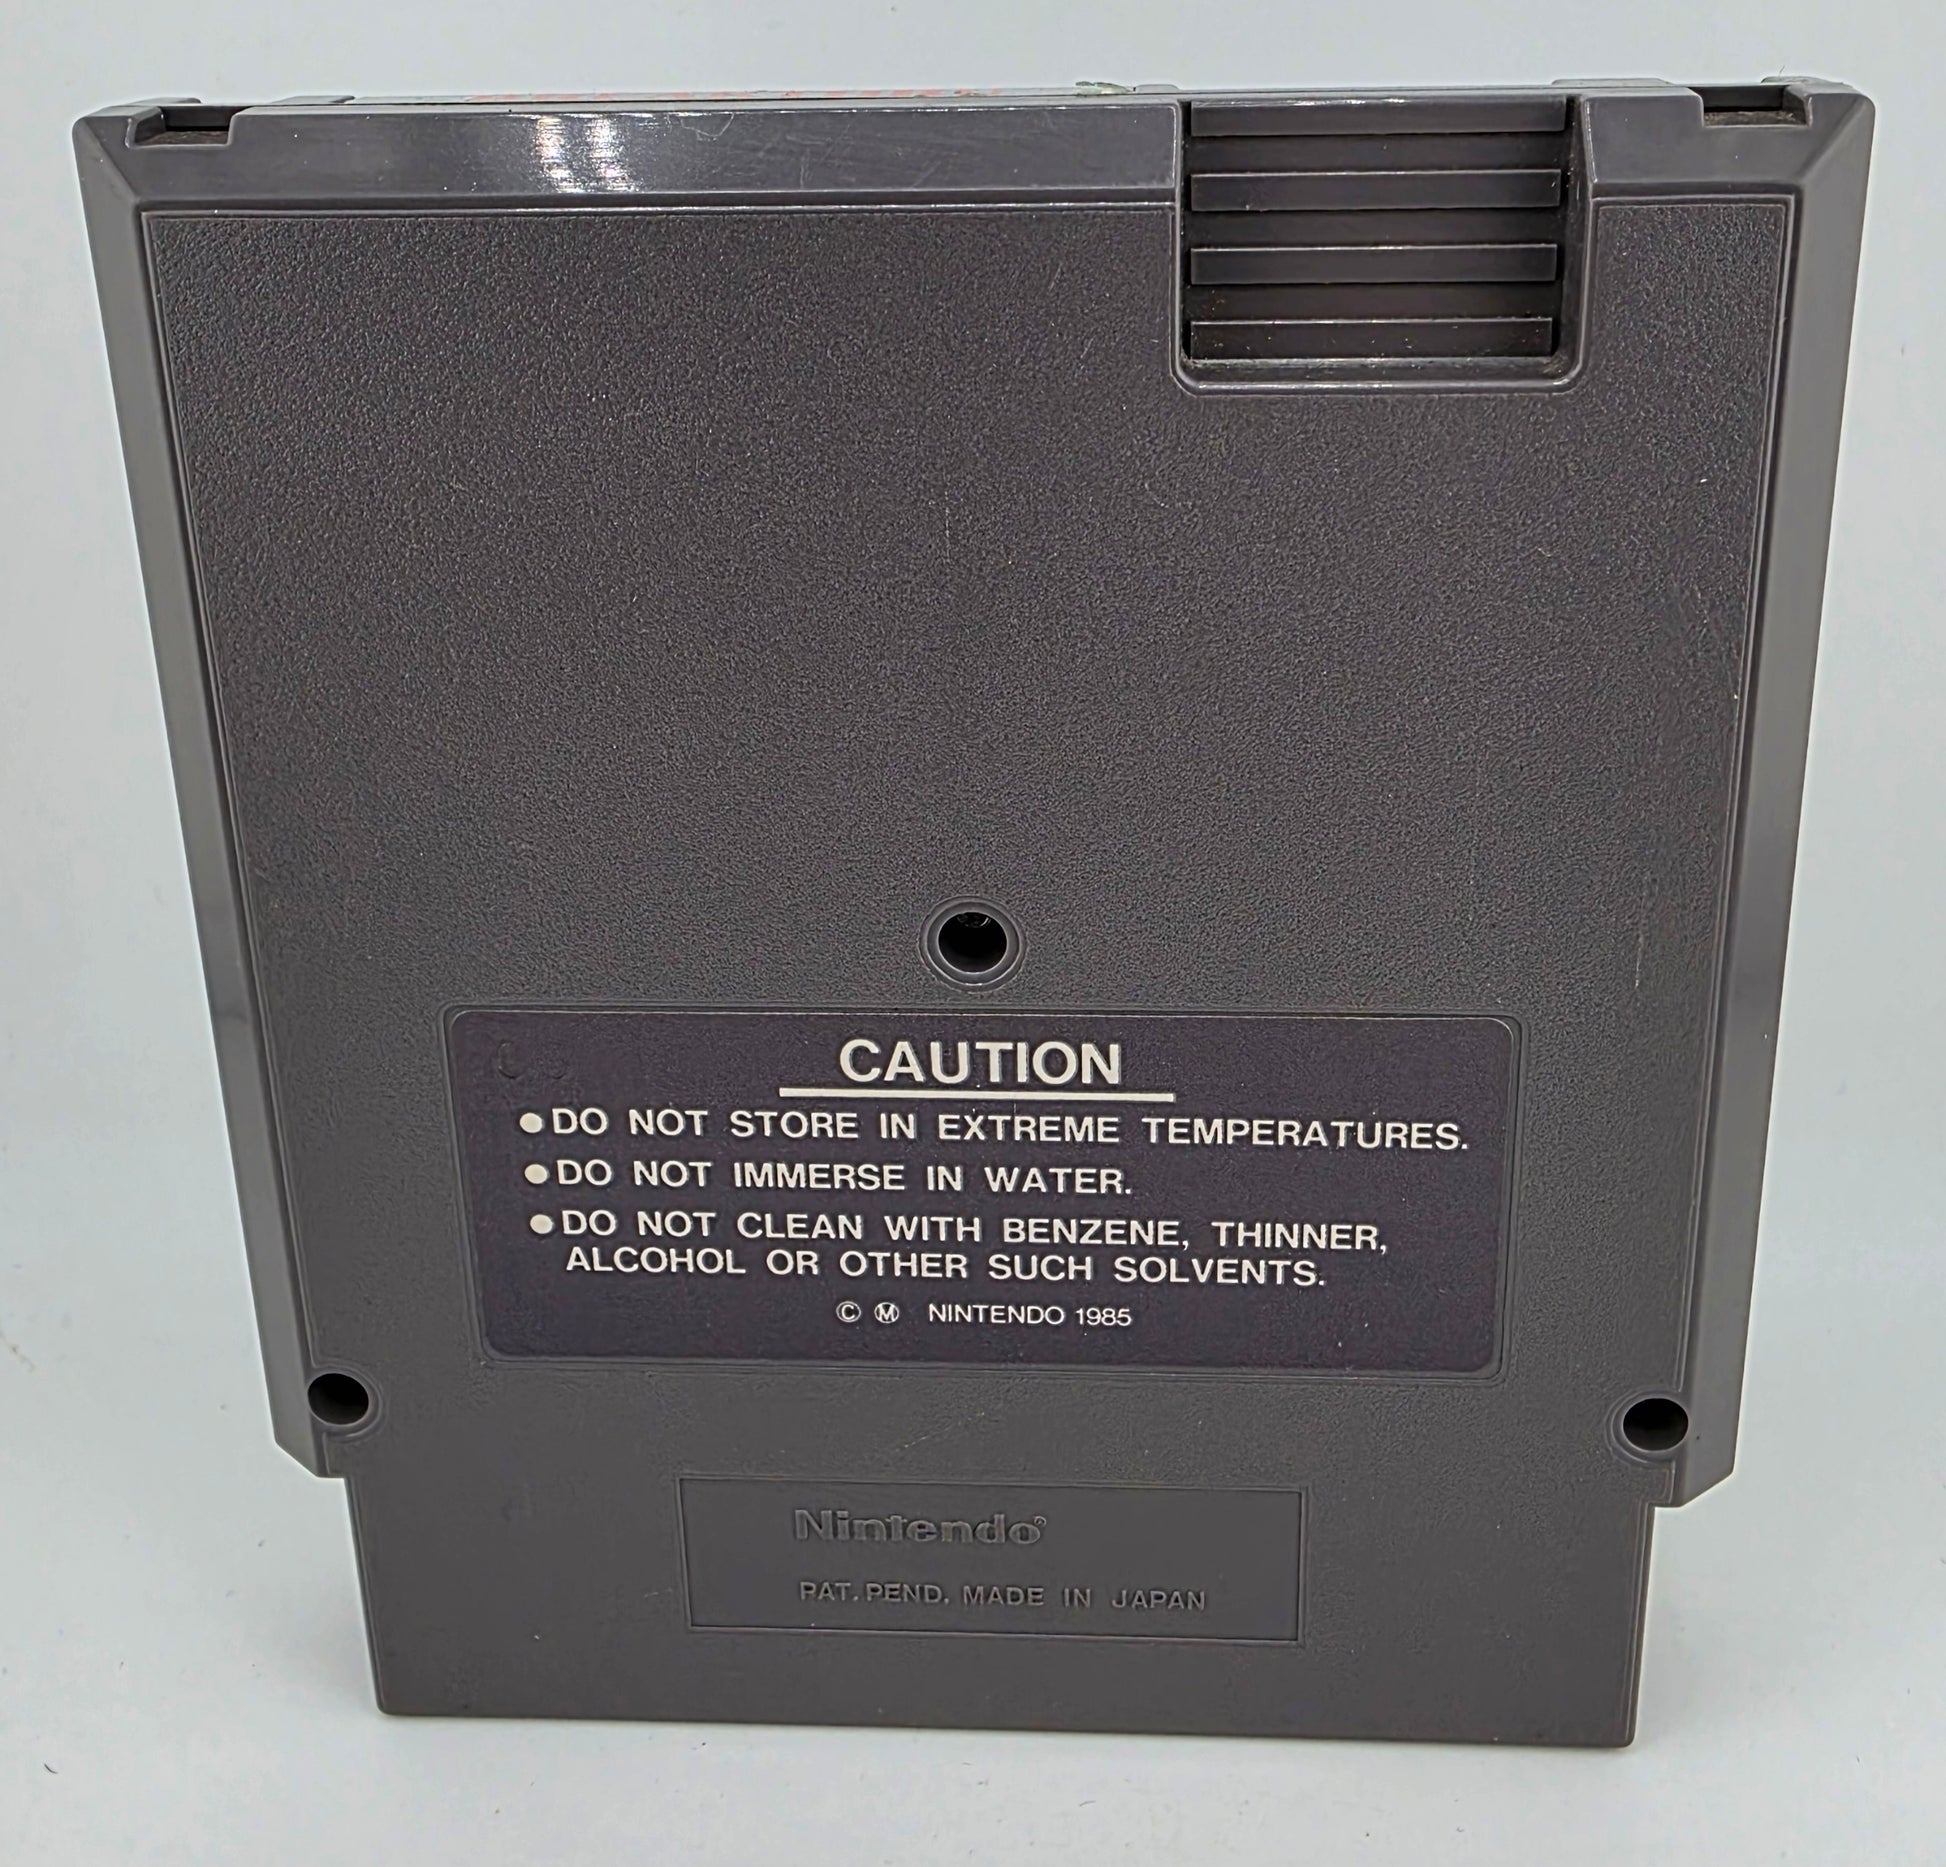 CAUTION
●DO NOT STORE IN EXTREME TEMPERATURES.
●DO NOT IMMERSE IN WATER.
●DO NOT CLEAN WITH BENZENE, THINNER,
ALCOHOL OR OTHER SUCH SOLVENTS.
© Ⓜ NINTENDO 1985
Nintendo®
PAT. PEND. MADE IN JAPAN